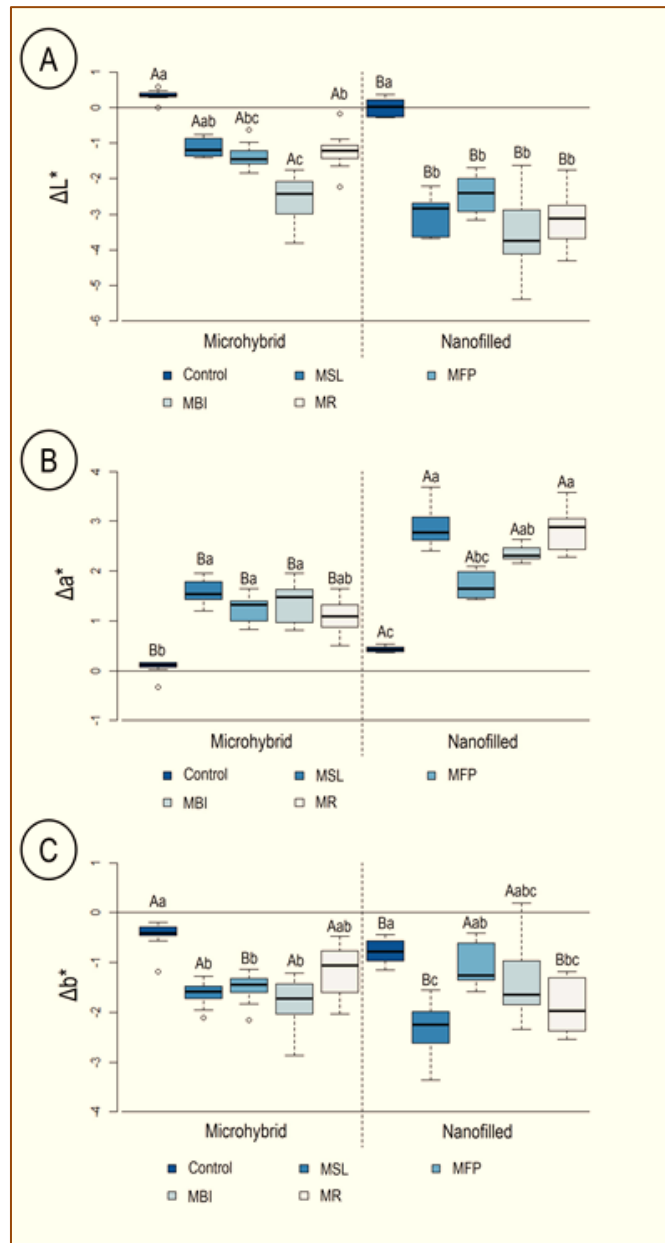 A
ΔL*
1
0
-1
-2
-3
-4
-5
-6
Aa
Aab
Abc
Ac
Ab
Ba
Bb
Bb
Bb
Bb
Microhybrid
Nanofilled
Control
MSL
MFP
MBI
MR
B
Δa*
4
3
2
1
0
-1
Bb
Ba
Ba
Ba
Bab
Ac
Aa
Abc
Aab
Aa
Microhybrid
Nanofilled
Control
MSL
MFP
MBI
MR
C
Δb*
1
0
-1
-2
-3
-4
Aa
Ab
Bb
Ab
Aab
Ba
Bc
Aab
Aabc
Bbc
Microhybrid
Nanofilled
Control
MSL
MFP
MBI
MR